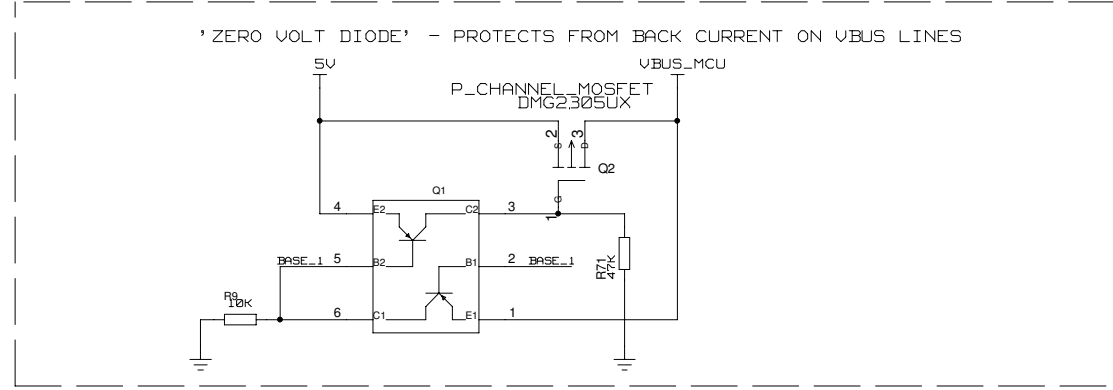 'ZERO VOLT DIODE' - PROTECTS FROM BACK CURRENT ON VBUS LINES
5V
VBUS_MCU
P_CHANNEL_MOSFET
DMG2305UX
2
3
S
D
Q2
G
1
Q1
4
E2
C2
3
BASE_1
5
B2
B1
2
BASE_1
R71
47K
R9
10K
6
C1
E1
1